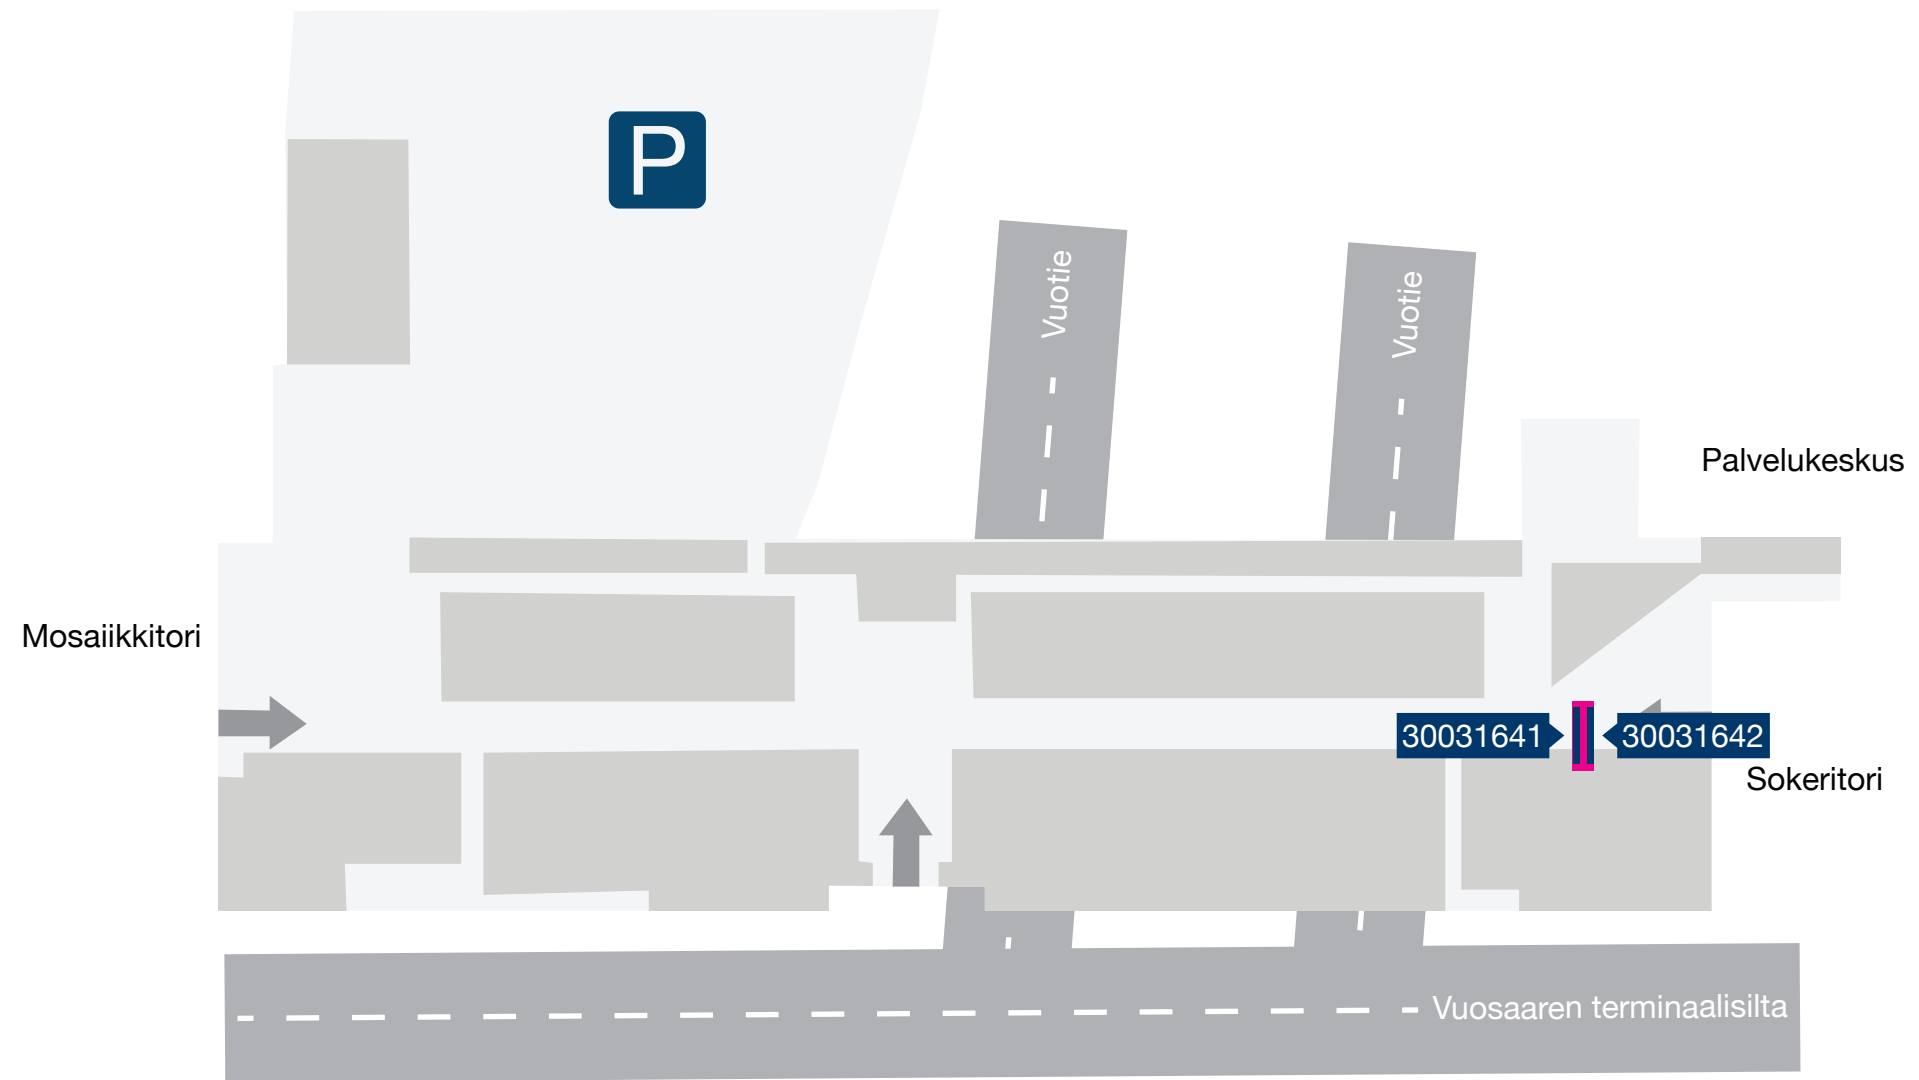 P
Vuotie
Vuotie
Palvelukeskus
Mosaiikkitori
30031641
30031642
Sokeritori
Vuosaaren terminaalisilta